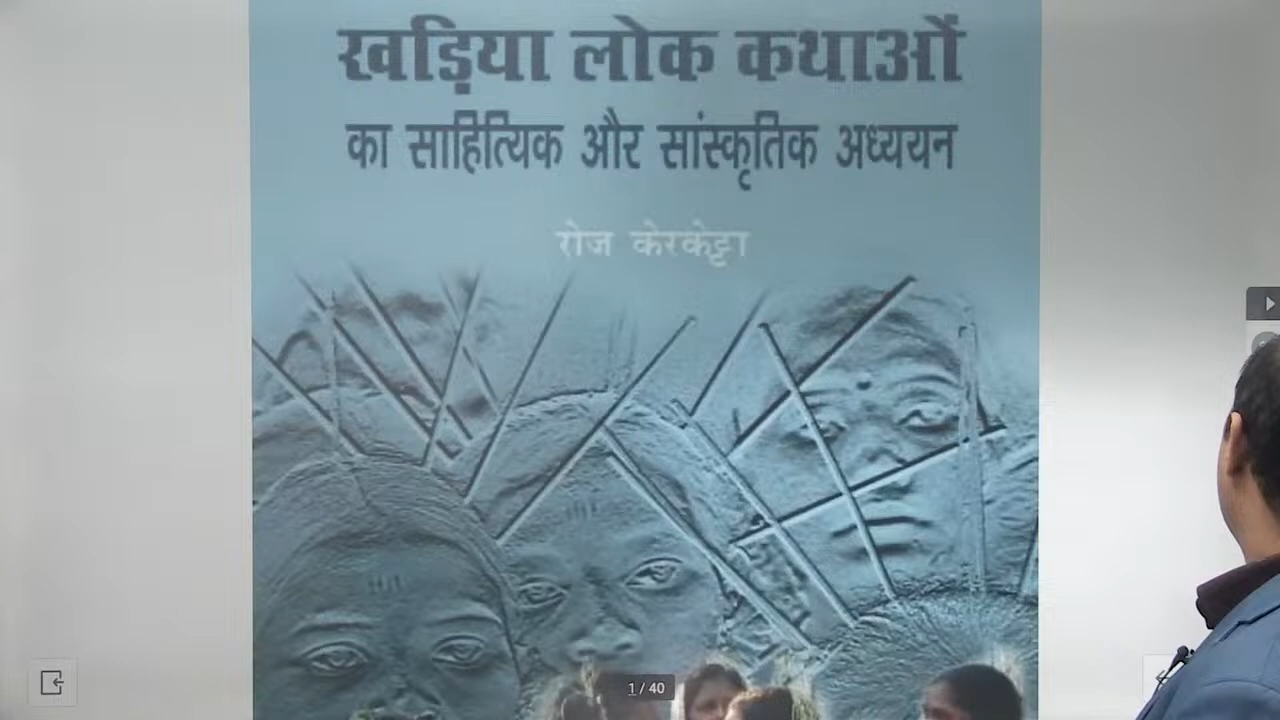 खड़िया लोक कथाओं
का साहित्यिक और सांस्कृतिक अध्ययन
रोज केरकेट्टा
1 / 40